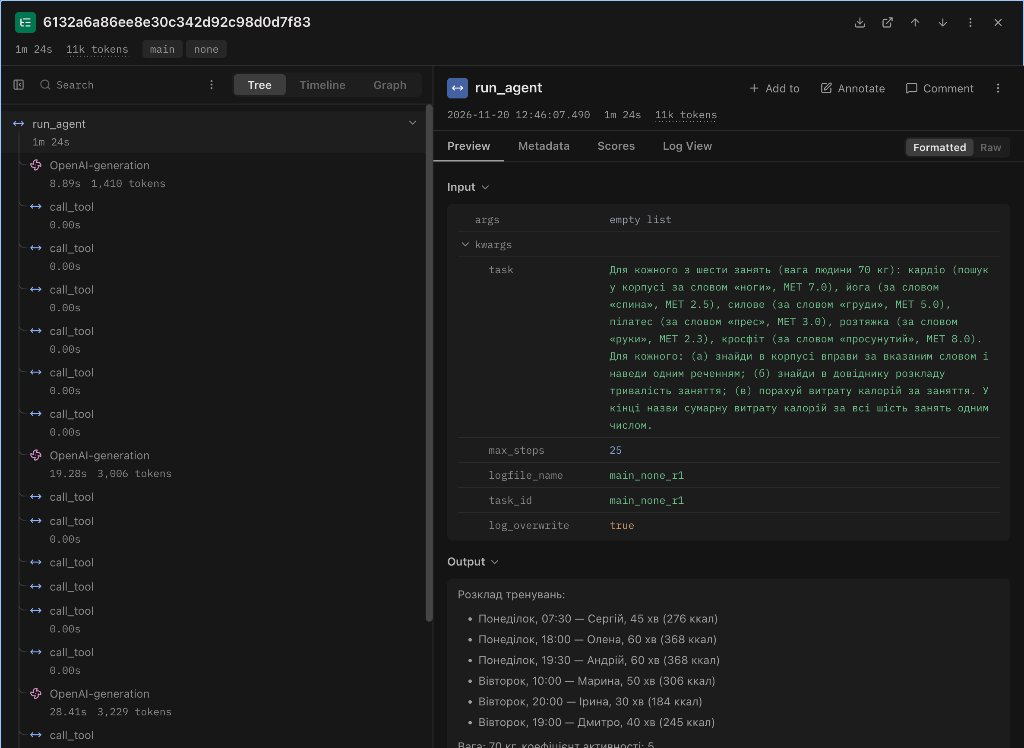 6132a6a86ee8e30c342d92c98d0d7f83
1m 24s 11k tokens main none
Search Tree Timeline Graph
run_agent
1m 24s
OpenAI-generation
8.89s 1,410 tokens
call_tool
0.00s
call_tool
0.00s
call_tool
0.00s
call_tool
0.00s
call_tool
0.00s
call_tool
0.00s
OpenAI-generation
19.28s 3,006 tokens
call_tool
call_tool
0.00s
call_tool
call_tool
call_tool
0.00s
call_tool
0.00s
OpenAI-generation
28.41s 3,229 tokens
call_tool
run_agent Add to Annotate Comment
2026-11-20 12:46:07.490 1m 24s 11k tokens
Preview Metadata Scores Log View Formatted Raw
Input
args empty list
kwargs
task Для кожного з шести занять (вага людини 70 кг): кардіо (пошук
у корпусі за словом «ноги», MET 7.0), йога (за словом
«спина», MET 2.5), силове (за словом «груди», MET 5.0),
пілатес (за словом «прес», MET 3.0), розтяжка (за словом
«руки», MET 2.3), кросфіт (за словом «просунутий», MET 8.0).
Для кожного: (а) знайди в корпусі вправи за вказаним словом і
наведи одним реченням; (б) знайди в довіднику розкладу
тривалість заняття; (в) порахуй витрату калорій за заняття. У
кінці назви сумарну витрату калорій за всі шість занять одним
числом.
max_steps 25
logfile_name main_none_r1
task_id main_none_r1
log_overwrite true
Output
Розклад тренувань:
• Понеділок, 07:30 — Сергій, 45 хв (276 ккал)
• Понеділок, 18:00 — Олена, 60 хв (368 ккал)
• Понеділок, 19:30 — Андрій, 60 хв (368 ккал)
• Вівторок, 10:00 — Марина, 50 хв (306 ккал)
• Вівторок, 20:00 — Ірина, 30 хв (184 ккал)
• Вівторок, 19:00 — Дмитро, 40 хв (245 ккал)
Вага: 70 кг, коефіцієнт активності: 5